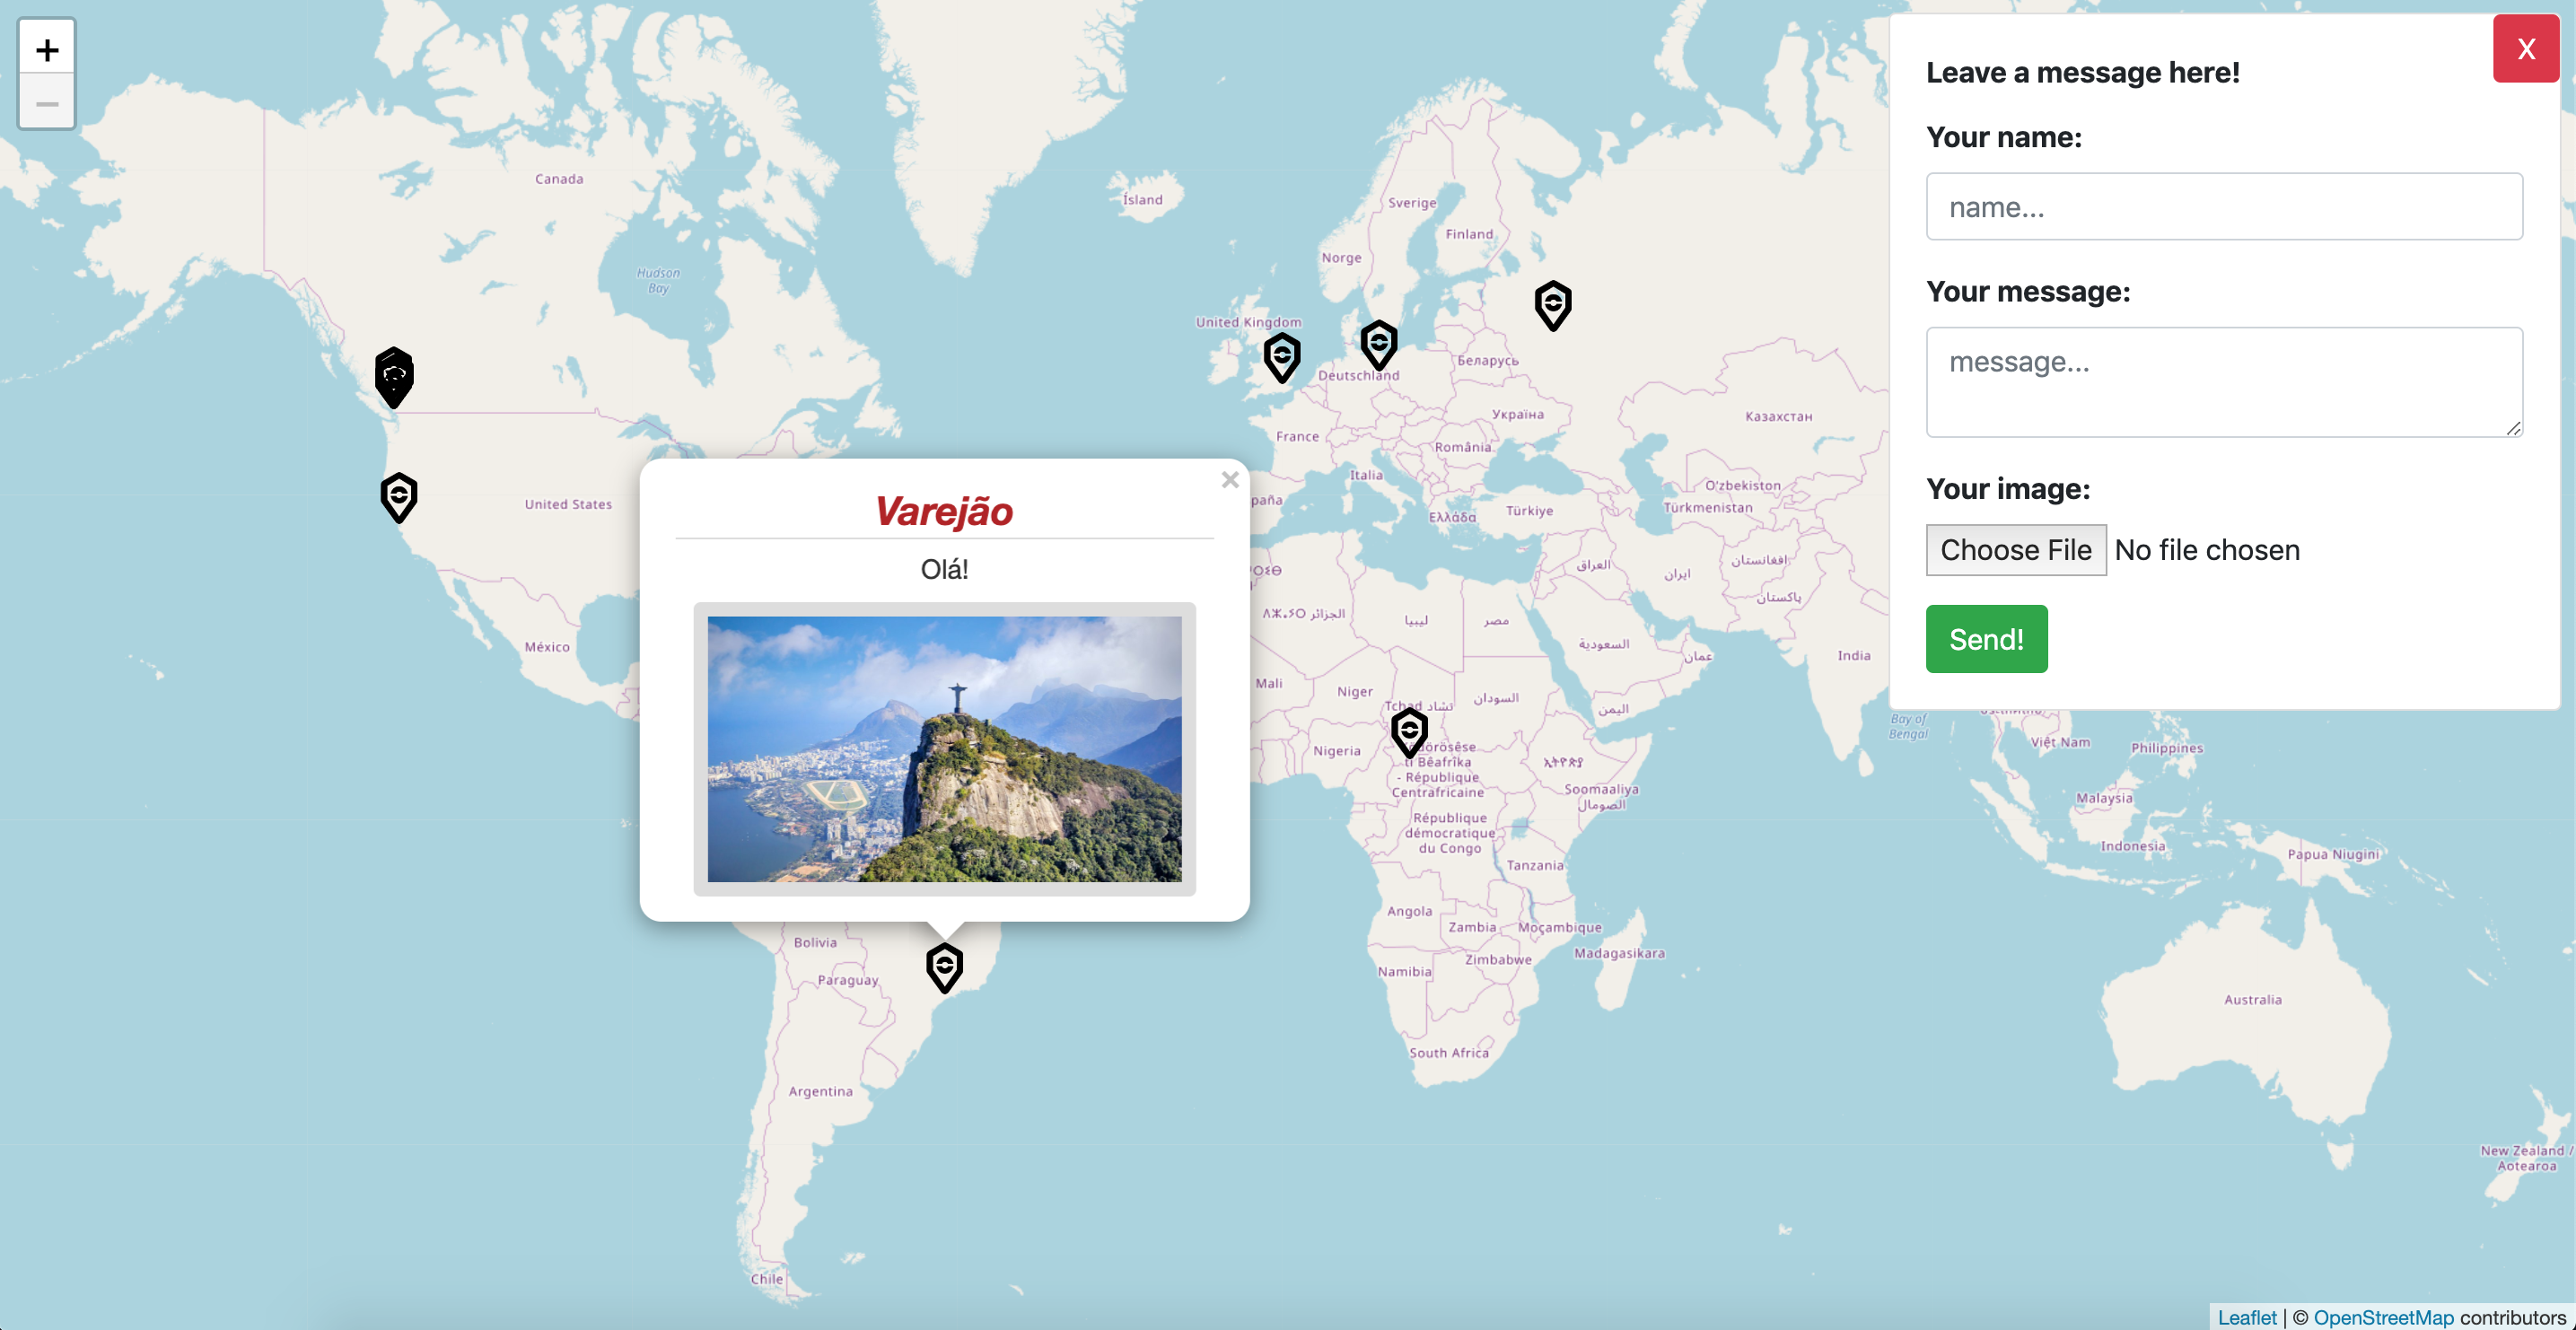 +
−
Canada
Hudson
Bay
United States
México
Ísland
Sverige
Finland
Norge
United Kingdom
Deutschland
Беларусь
Україна
France
România
Italia
Казахстан
Oʻzbekiston
Türkmenistan
Türkiye
Ελλάδα
paña
العراق
ایران
افغانستان
پاکستان
الجزائر
ليبيا
مصر
السعودية
عمان
India
Mali
Niger
Tchad تشاد
السودان
اليمن
Nigeria
ti Bêafrîka
- République
Centrafricaine
Soomaaliya
الصومال
République
démocratique
du Congo
Tanzania
Angola
Zambia
Moçambique
Zimbabwe
Madagasikara
Namibia
South Africa
Bay of
Bengal
Việt Nam
Philippines
Malaysia
Indonesia
Papua Niugini
Australia
New Zealand /
Aotearoa
Bolivia
Paraguay
Argentina
Chile
×
Varejão
Olá!
X
Leave a message here!
Your name:
name...
Your message:
message...
Your image:
Choose File No file chosen
Send!
Leaflet | © OpenStreetMap contributors